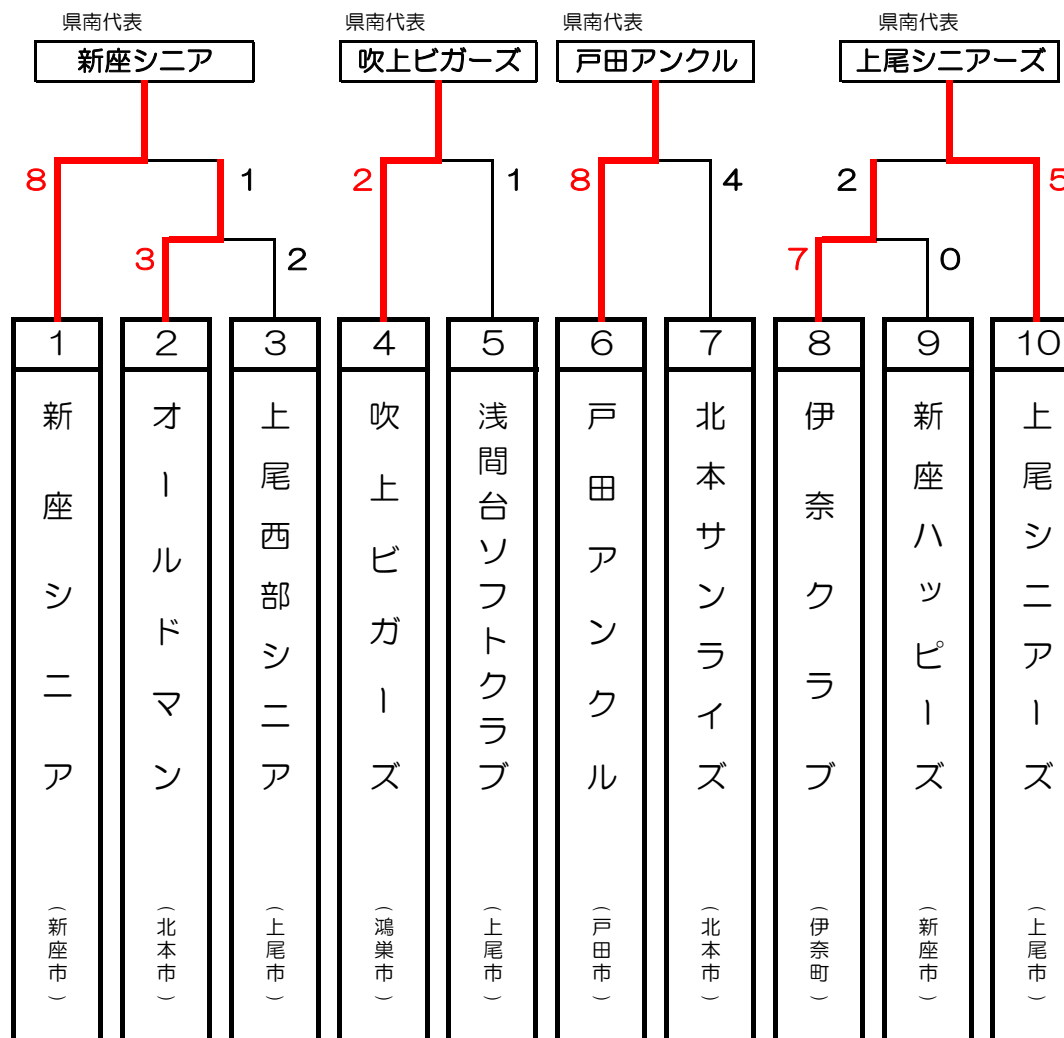 県南代表
県南代表
県南代表
県南代表
新座シニア
吹上ビガーズ
戸田アンクル
上尾シニアーズ
8
1
2
1
8
4
2
5
3
2
7
0
1
2
3
4
5
6
7
8
9
10
新座シニア
オールドマン
上尾西部シニア
吹上ビガーズ
浅間台ソフトクラブ
戸田アンクル
北本サンライズ
伊奈クラブ
新座ハッピーズ
上尾シニアーズ
（新座市）
（北本市）
（上尾市）
（鴻巣市）
（上尾市）
（戸田市）
（北本市）
（伊奈町）
（新座市）
（上尾市）